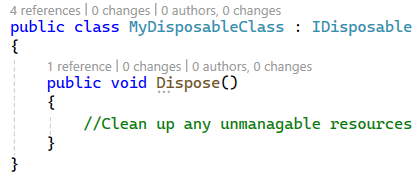 4 references | 0 changes | 0 authors, 0 changes
public class MyDisposableClass : IDisposable
{
1 reference | 0 changes | 0 authors, 0 changes
public void Dispose()
{
//Clean up any unmanagable resources
}
}